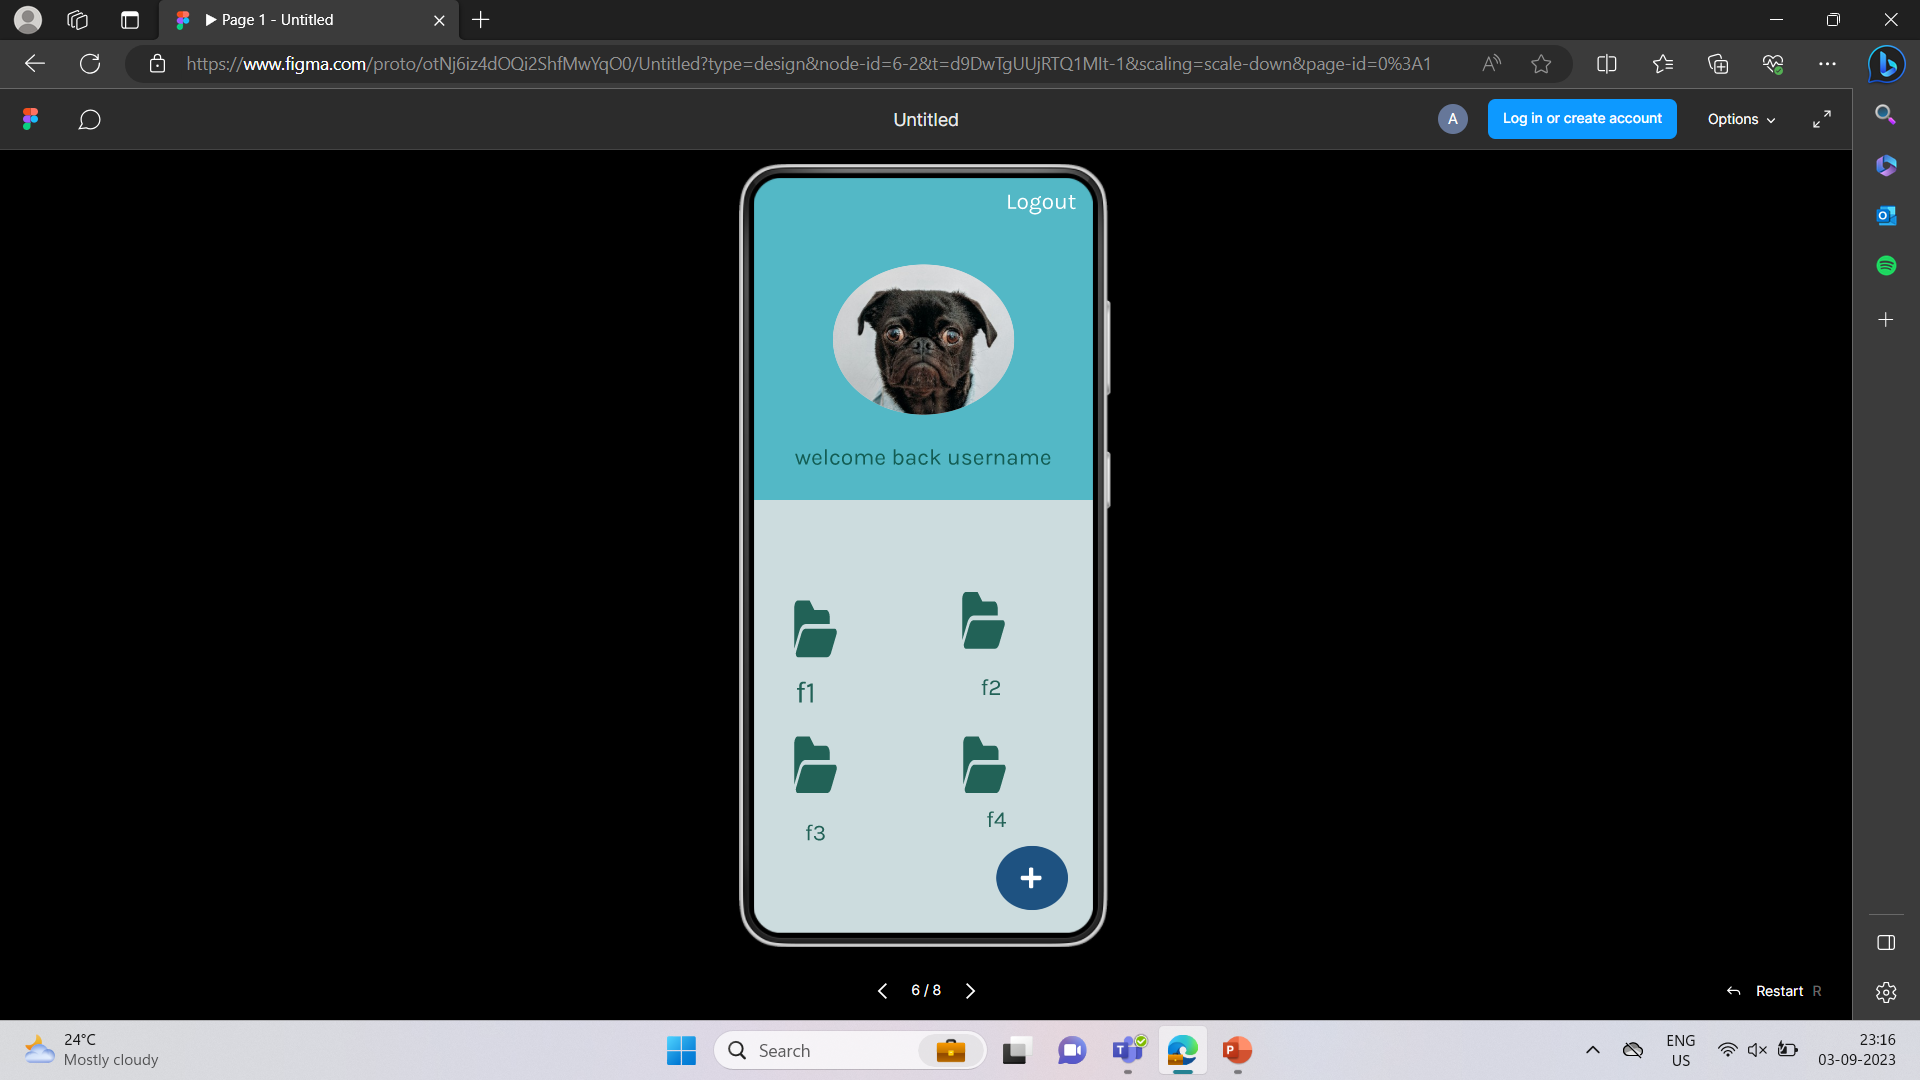 Page 1 - Untitled
https://www.figma.com/proto/otNj6iz4dOQi2ShfMwYqO0/Untitled?type=design&node-id=6-2&t=d9DwTgUUjRTQ1MIt-1&scaling=scale-down&page-id=0%3A1
Untitled
A
Log in or create account
Options
Logout
welcome back username
f1
f2
f3
f4
+
6 / 8
Restart R
24°C
Mostly cloudy
Search
ENG
US
23:16
03-09-2023